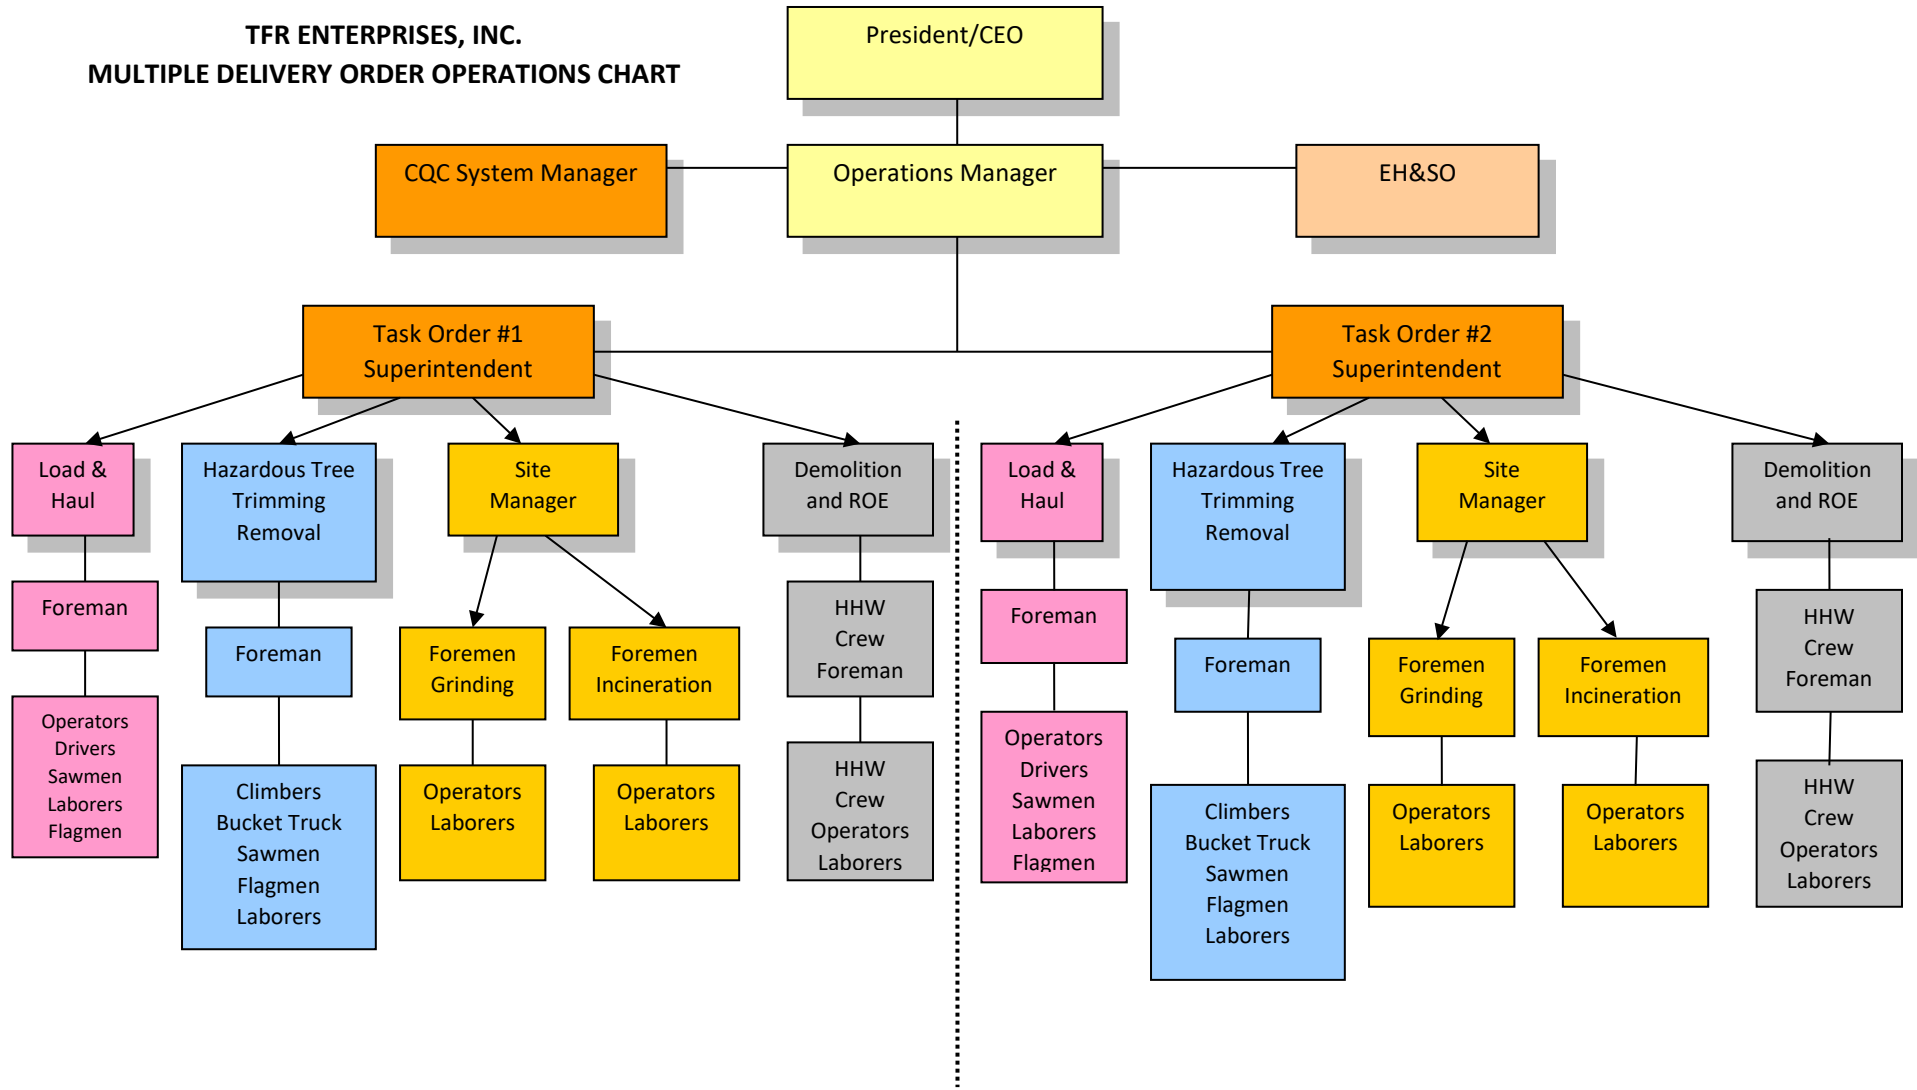 TFR ENTERPRISES, INC.
MULTIPLE DELIVERY ORDER OPERATIONS CHART
President/CEO
CQC System Manager
Operations Manager
EH&SO
Task Order #1
Superintendent
Task Order #2
Superintendent
Load &
Haul
Hazardous Tree
Trimming
Removal
Site
Manager
Demolition
and ROE
Foreman
Foreman
Foremen
Grinding
Foremen
Incineration
HHW
Crew
Foreman
Operators
Drivers
Sawmen
Laborers
Flagmen
Climbers
Bucket Truck
Sawmen
Flagmen
Laborers
Operators
Laborers
Operators
Laborers
HHW
Crew
Operators
Laborers
Load &
Haul
Hazardous Tree
Trimming
Removal
Site
Manager
Demolition
and ROE
Foreman
Foreman
Foremen
Grinding
Foremen
Incineration
HHW
Crew
Foreman
Operators
Drivers
Sawmen
Laborers
Flagmen
Climbers
Bucket Truck
Sawmen
Flagmen
Laborers
Operators
Laborers
Operators
Laborers
HHW
Crew
Operators
Laborers